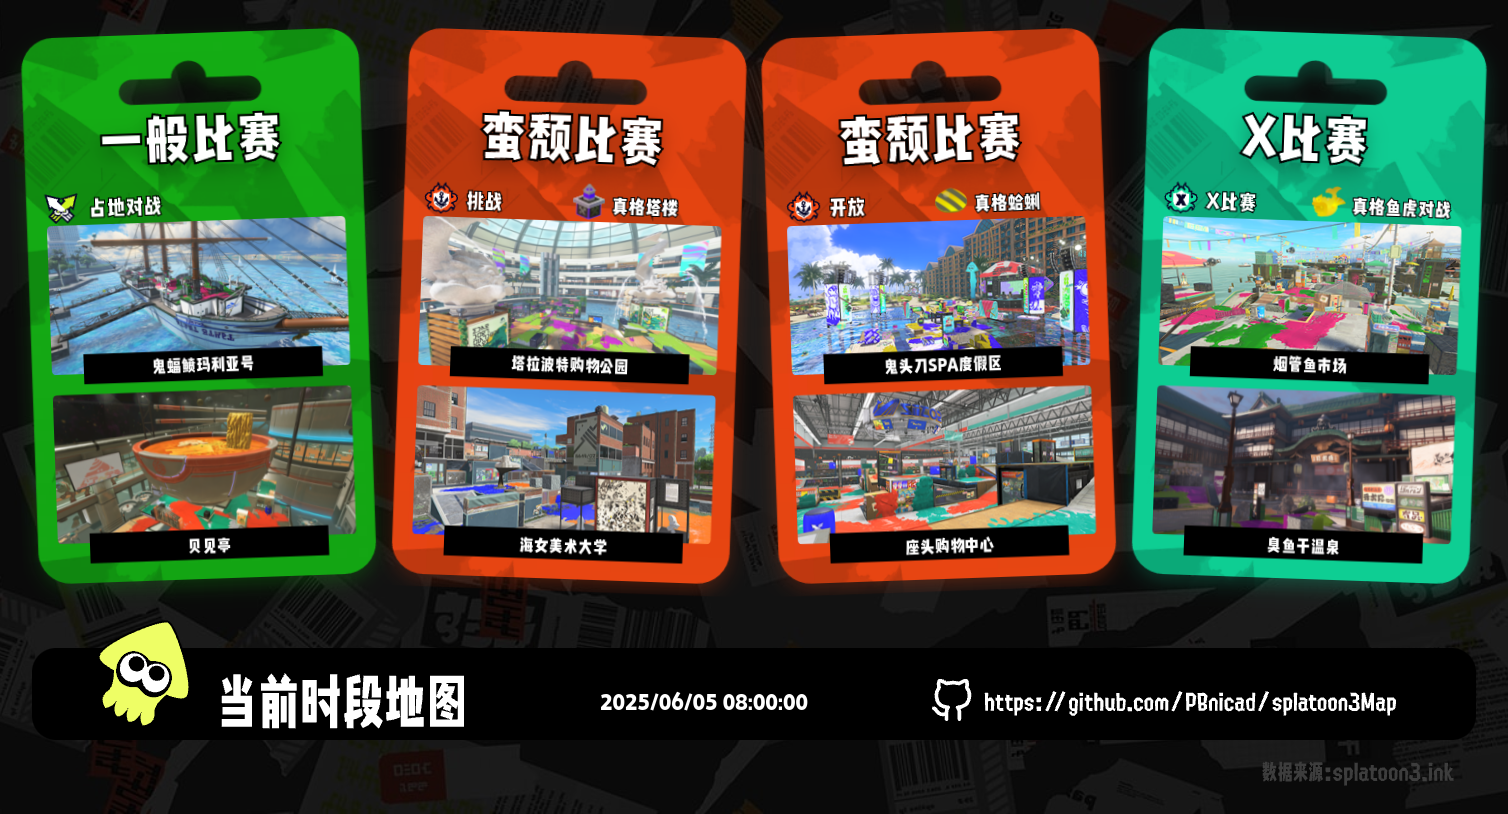 一般比赛
占地对战
鬼蝠鲼玛利亚号
贝见亭
蛮颓比赛
挑战
真格塔楼
塔拉波特购物公园
海女美术大学
蛮颓比赛
开放
真格蛤蜊
鬼头刀SPA度假区
座头购物中心
X比赛
X比赛
真格鱼虎对战
烟管鱼市场
臭鱼干温泉
当前时段地图
2025/06/05 08:00:00
https://github.com/PBnicad/splatoon3Map
数据来源:splatoon3.ink